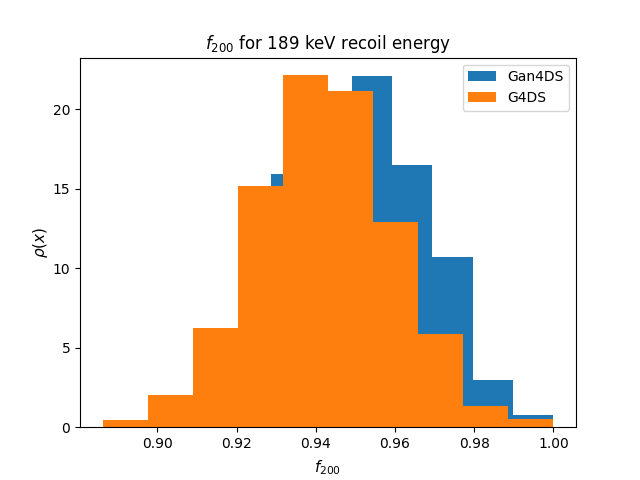 f₂₀₀ for 189 keV recoil energy
Gan4DS
G4DS
20
15
10
5
0
ρ(x)
0.90 0.92 0.94 0.96 0.98 1.00
f₂₀₀